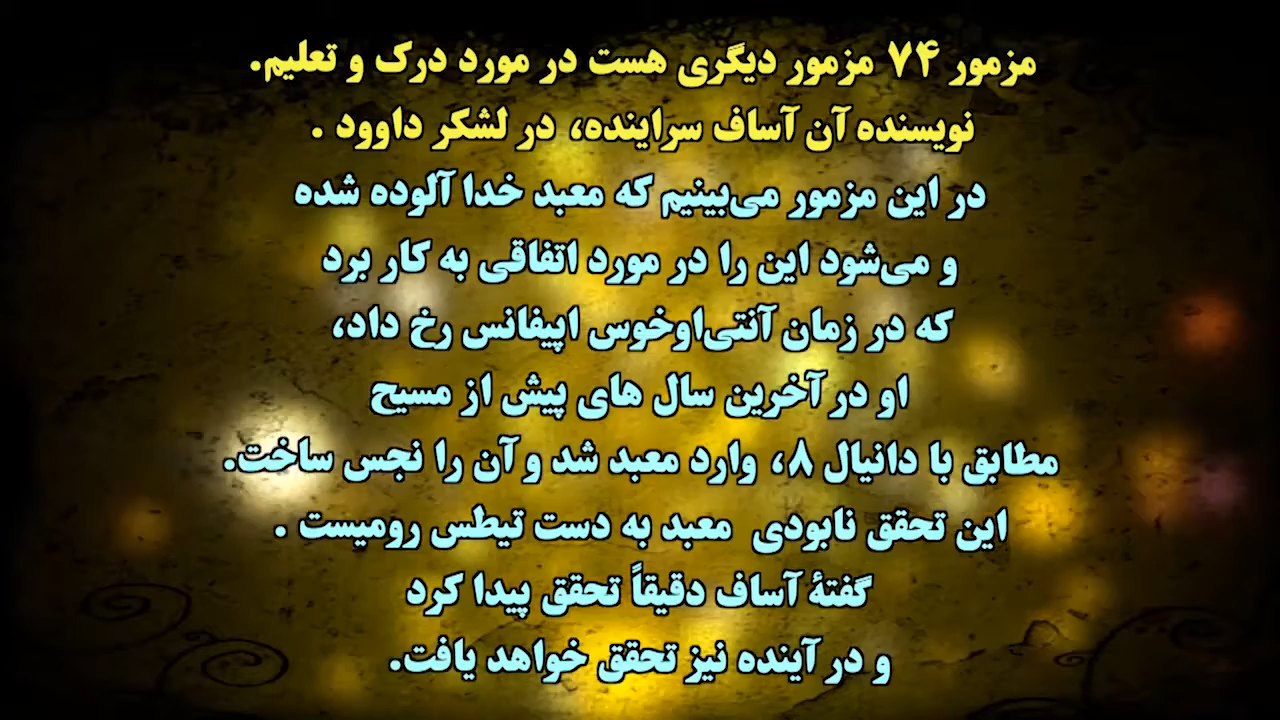 مزمور ۷۴ مزمور دیگری هست در مورد درک و تعلیم.
نویسنده آن آساف سراینده، در لشکر داوود .
در این مزمور می‌بینیم که معبد خدا آلوده شده
و می‌شود این را در مورد اتفاقی به کار برد
که در زمان آنتی‌اوخوس اپیفانس رخ داد،
او در آخرین سال های پیش از مسیح
مطابق با دانیال ۸، وارد معبد شد و آن را نجس ساخت.
این تحقق نابودی  معبد به دست تیطس رومیست .
گفتهٔ آساف دقیقاً تحقق پیدا کرد
و در آینده نیز تحقق خواهد یافت.